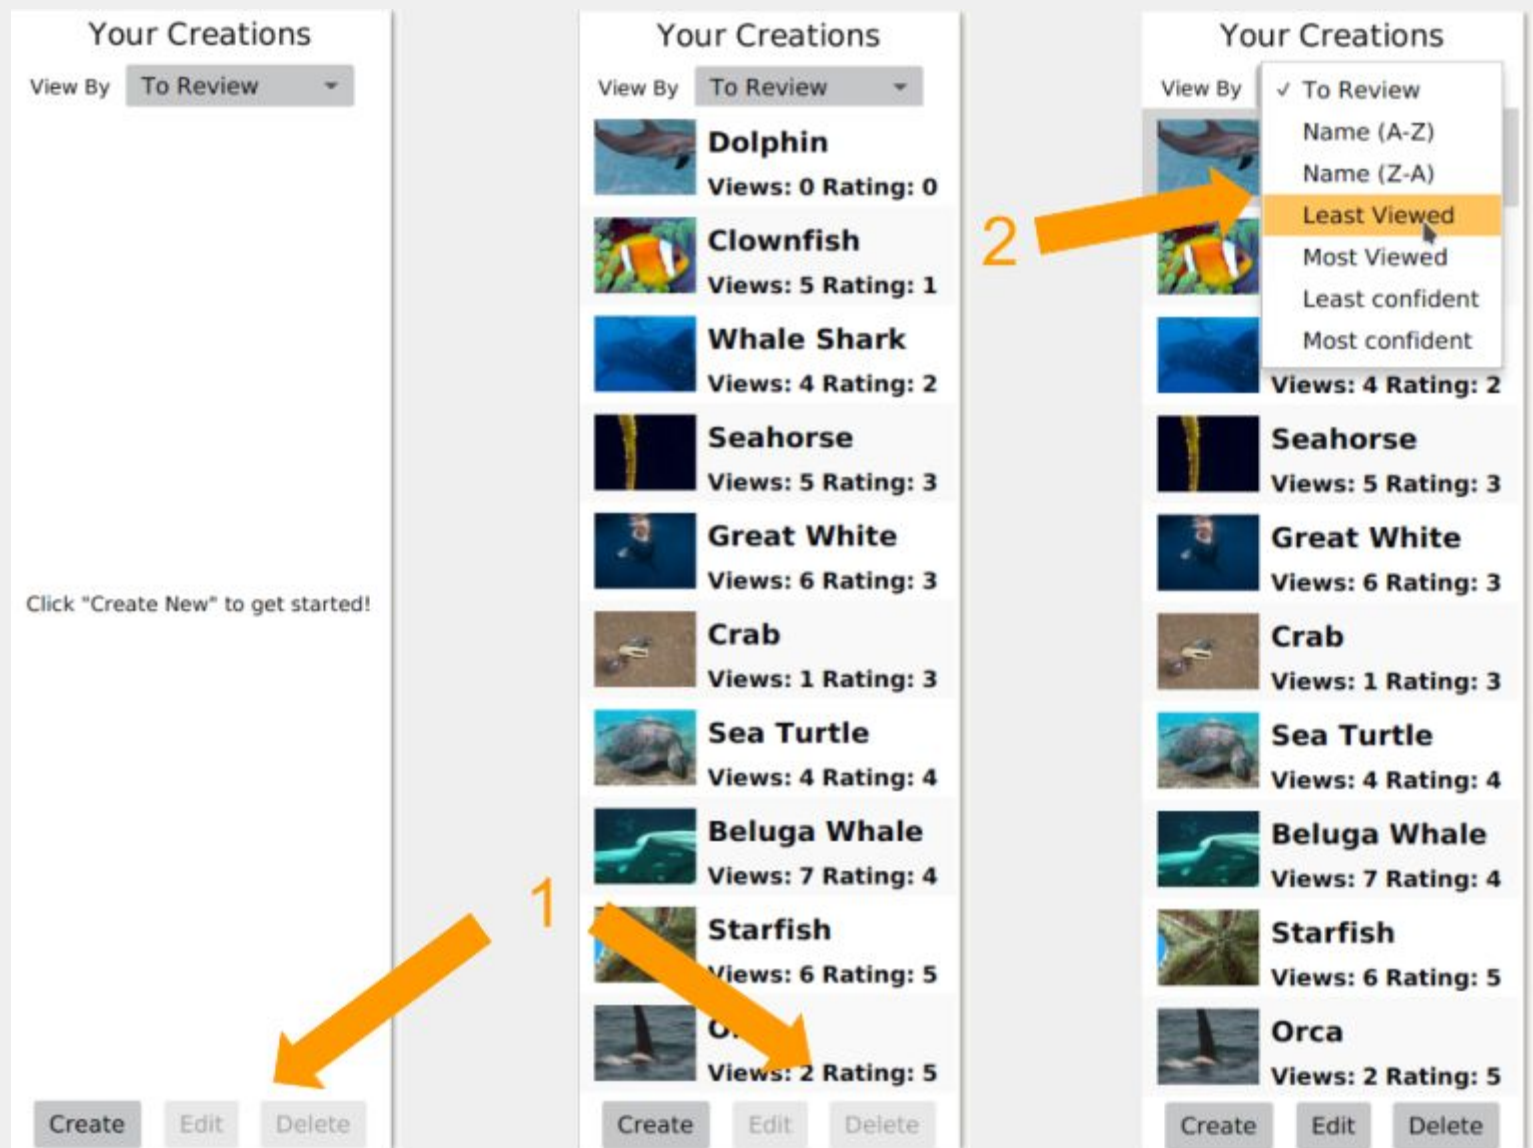 Your Creations
View By To Review
Click "Create New" to get started!
Create Edit Delete
1
Your Creations
View By To Review
Dolphin
Views: 0 Rating: 0
Clownfish
Views: 5 Rating: 1
Whale Shark
Views: 4 Rating: 2
Seahorse
Views: 5 Rating: 3
Great White
Views: 6 Rating: 3
Crab
Views: 1 Rating: 3
Sea Turtle
Views: 4 Rating: 4
Beluga Whale
Views: 7 Rating: 4
Starfish
Views: 6 Rating: 5
Views: 2 Rating: 5
Create Edit Delete
2
Your Creations
View By
✓ To Review
Name (A-Z)
Name (Z-A)
Least Viewed
Most Viewed
Least confident
Most confident
Views: 4 Rating: 2
Seahorse
Views: 5 Rating: 3
Great White
Views: 6 Rating: 3
Crab
Views: 1 Rating: 3
Sea Turtle
Views: 4 Rating: 4
Beluga Whale
Views: 7 Rating: 4
Starfish
Views: 6 Rating: 5
Orca
Views: 2 Rating: 5
Create Edit Delete